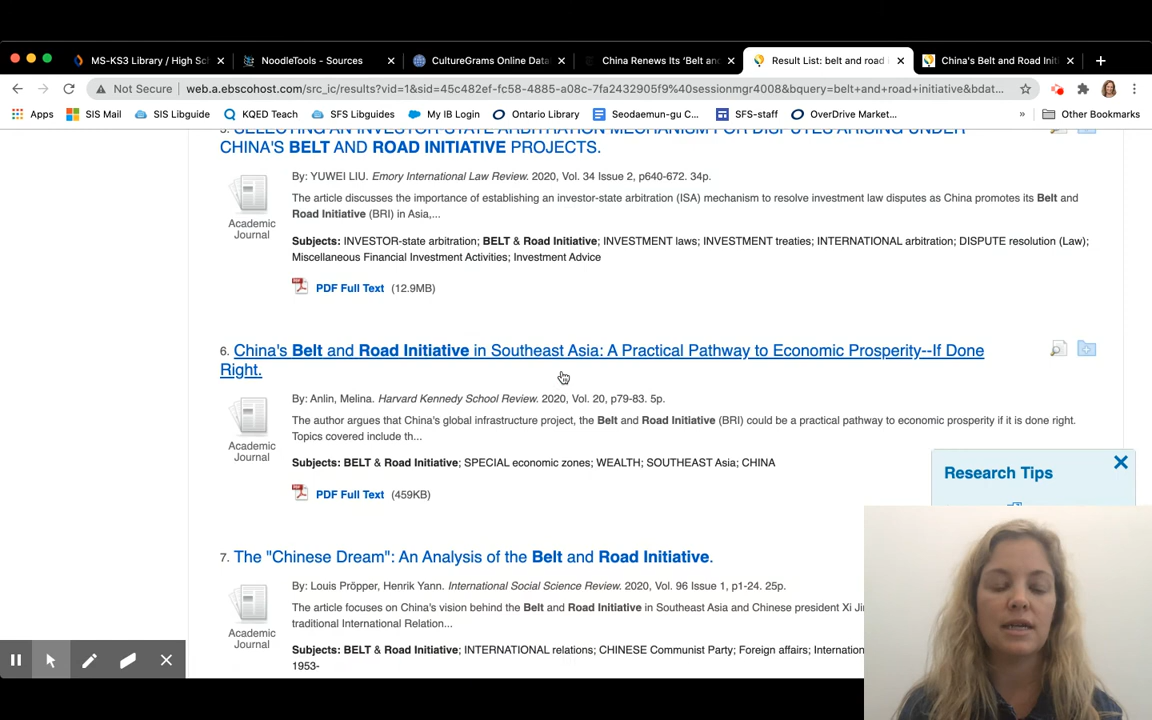 MS-KS3 Library / High Sc
NoodleTools - Sources
CultureGrams Online Data
China Renews Its 'Belt an
Result List: belt and road
China's Belt and Road Init
Not Secure
web.a.ebscohost.com/src_ic/results?vid=1&sid=45c482ef-fc58-4885-a08c-7fa2432905f9%40sessionmgr4008&bquery=belt+and+road+initiative&bdat...
Apps
SIS Mail
SIS Libguide
KQED Teach
SFS Libguides
My IB Login
Ontario Library
Seodaemun-gu C...
SFS-staff
OverDrive Market...
»
Other Bookmarks
5. SELECTING AN INVESTOR-STATE ARBITRATION MECHANISM FOR DISPUTES ARISING UNDER
CHINA'S BELT AND ROAD INITIATIVE PROJECTS.
By: YUWEI LIU. Emory International Law Review. 2020, Vol. 34 Issue 2, p640-672. 34p.
The article discusses the importance of establishing an investor-state arbitration (ISA) mechanism to resolve investment law disputes as China promotes its Belt and
Road Initiative (BRI) in Asia,...
Academic
Journal
Subjects: INVESTOR-state arbitration; BELT & Road Initiative; INVESTMENT laws; INVESTMENT treaties; INTERNATIONAL arbitration; DISPUTE resolution (Law);
Miscellaneous Financial Investment Activities; Investment Advice
PDF Full Text (12.9MB)
6. China's Belt and Road Initiative in Southeast Asia: A Practical Pathway to Economic Prosperity--If Done
Right.
By: Anlin, Melina. Harvard Kennedy School Review. 2020, Vol. 20, p79-83. 5p.
The author argues that China's global infrastructure project, the Belt and Road Initiative (BRI) could be a practical pathway to economic prosperity if it is done right.
Topics covered include th...
Academic
Journal
Subjects: BELT & Road Initiative; SPECIAL economic zones; WEALTH; SOUTHEAST Asia; CHINA
Research Tips
PDF Full Text (459KB)
7. The "Chinese Dream": An Analysis of the Belt and Road Initiative.
By: Louis Pröpper, Henrik Yann. International Social Science Review. 2020, Vol. 96 Issue 1, p1-24. 25p.
The article focuses on China's vision behind the Belt and Road Initiative in Southeast Asia and Chinese president Xi Jin
traditional International Relation...
Academic
Journal
Subjects: BELT & Road Initiative; INTERNATIONAL relations; CHINESE Communist Party; Foreign affairs; Internation
1953-